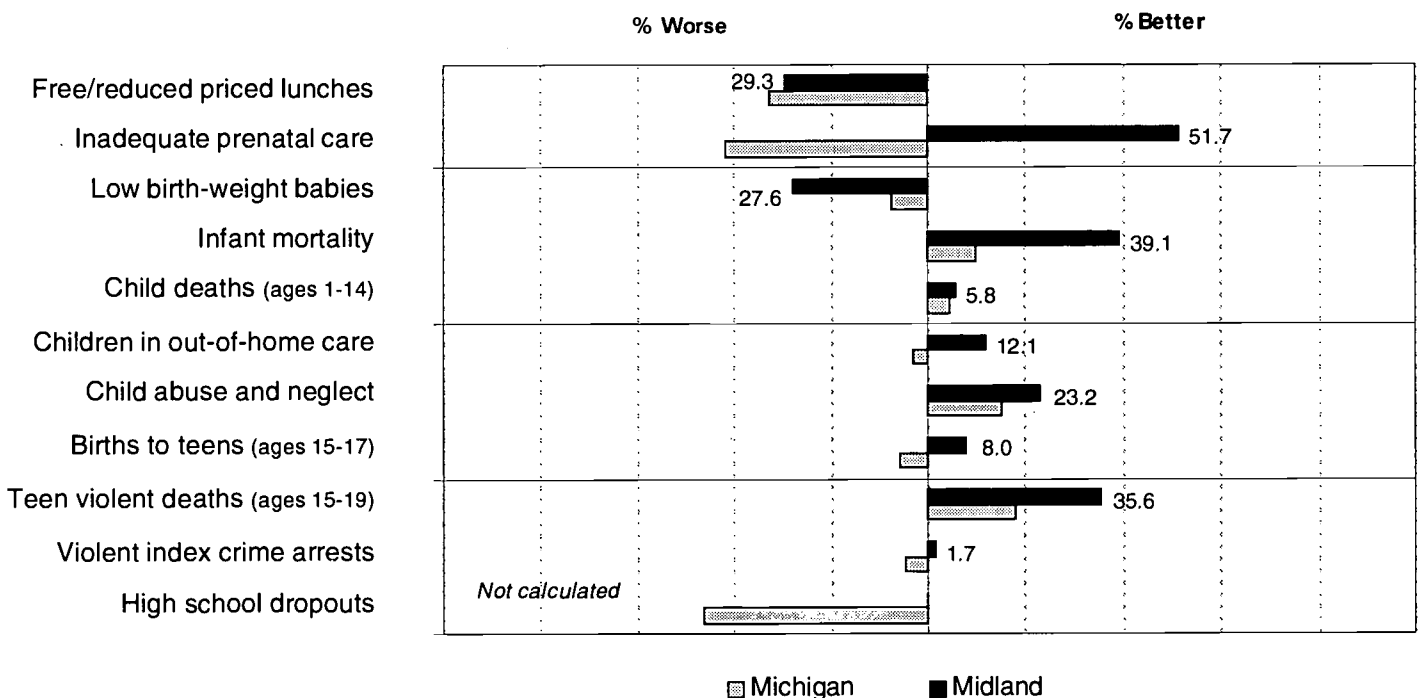 % Worse % Better
Free/reduced priced lunches 29.3
Inadequate prenatal care 51.7
Low birth-weight babies 27.6
Infant mortality 39.1
Child deaths (ages 1-14) 5.8
Children in out-of-home care 12.1
Child abuse and neglect 23.2
Births to teens (ages 15-17) 8.0
Teen violent deaths (ages 15-19) 35.6
Violent index crime arrests 1.7
High school dropouts Not calculated
Michigan Midland